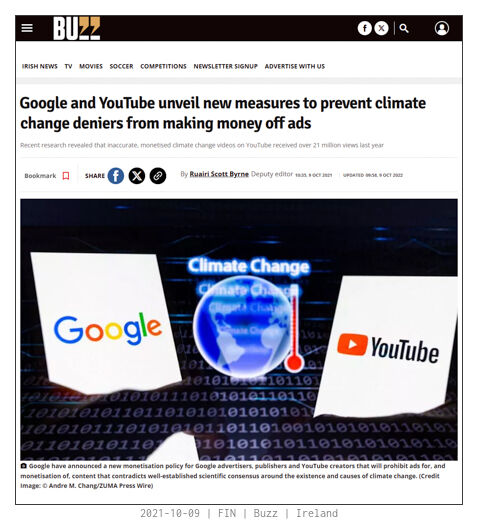 BUZZ
IRISH NEWS TV MOVIES SOCCER COMPETITIONS NEWSLETTER SIGNUP ADVERTISE WITH US
Google and YouTube unveil new measures to prevent climate
change deniers from making money off ads
Recent research revealed that inaccurate, monetised climate change videos on YouTube received over 21 million views last year
Bookmark SHARE By Ruairi Scott Byrne Deputy editor 10:35, 9 OCT 2021 UPDATED 09:58, 9 OCT 2022
Climate Change
Climate Change
Climate Change
Climate Change
Google
YouTube
Google have announced a new monetisation policy for Google advertisers, publishers and YouTube creators that will prohibit ads for, and
monetisation of, content that contradicts well-established scientific consensus around the existence and causes of climate change. (Credit
Image: © Andre M. Chang/ZUMA Press Wire)
2021-10-09 | FIN | Buzz | Ireland